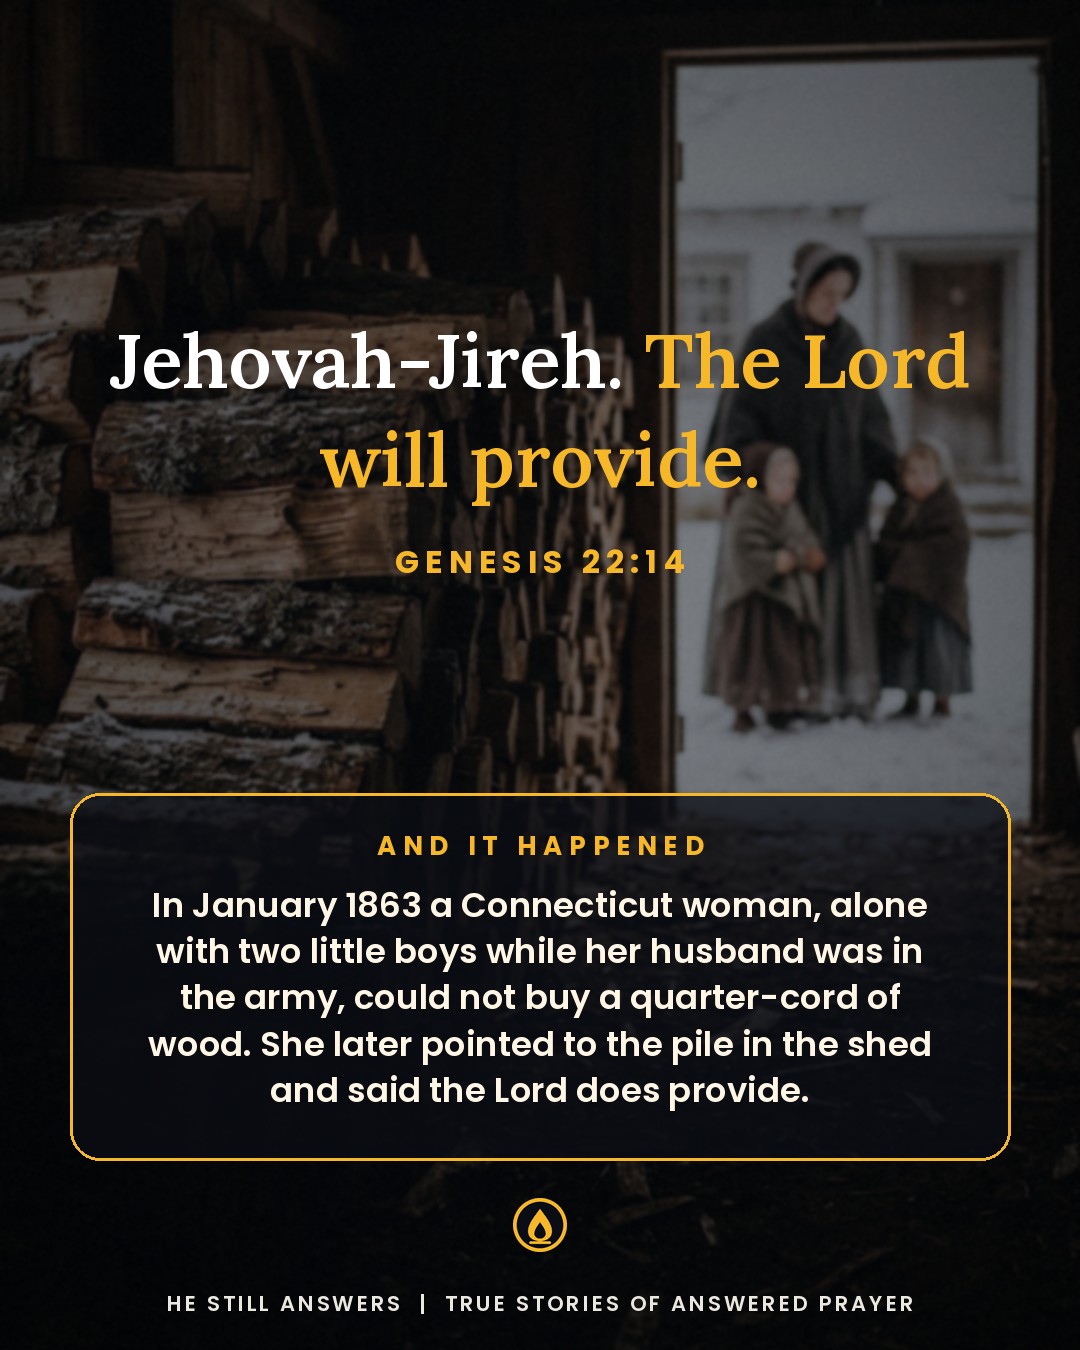 Jehovah-Jireh. The Lord
will provide.
GENESIS 22:14
AND IT HAPPENED
In January 1863 a Connecticut woman, alone
with two little boys while her husband was in
the army, could not buy a quarter-cord of
wood. She later pointed to the pile in the shed
and said the Lord does provide.
HE STILL ANSWERS | TRUE STORIES OF ANSWERED PRAYER